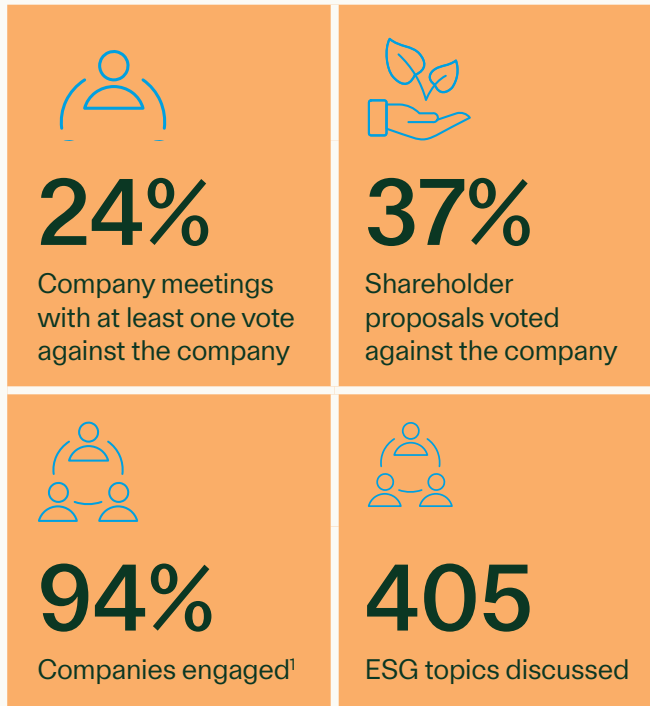 24%
Company meetings
with at least one vote
against the company
37%
Shareholder
proposals voted
against the company
94%
Companies engaged¹
405
ESG topics discussed